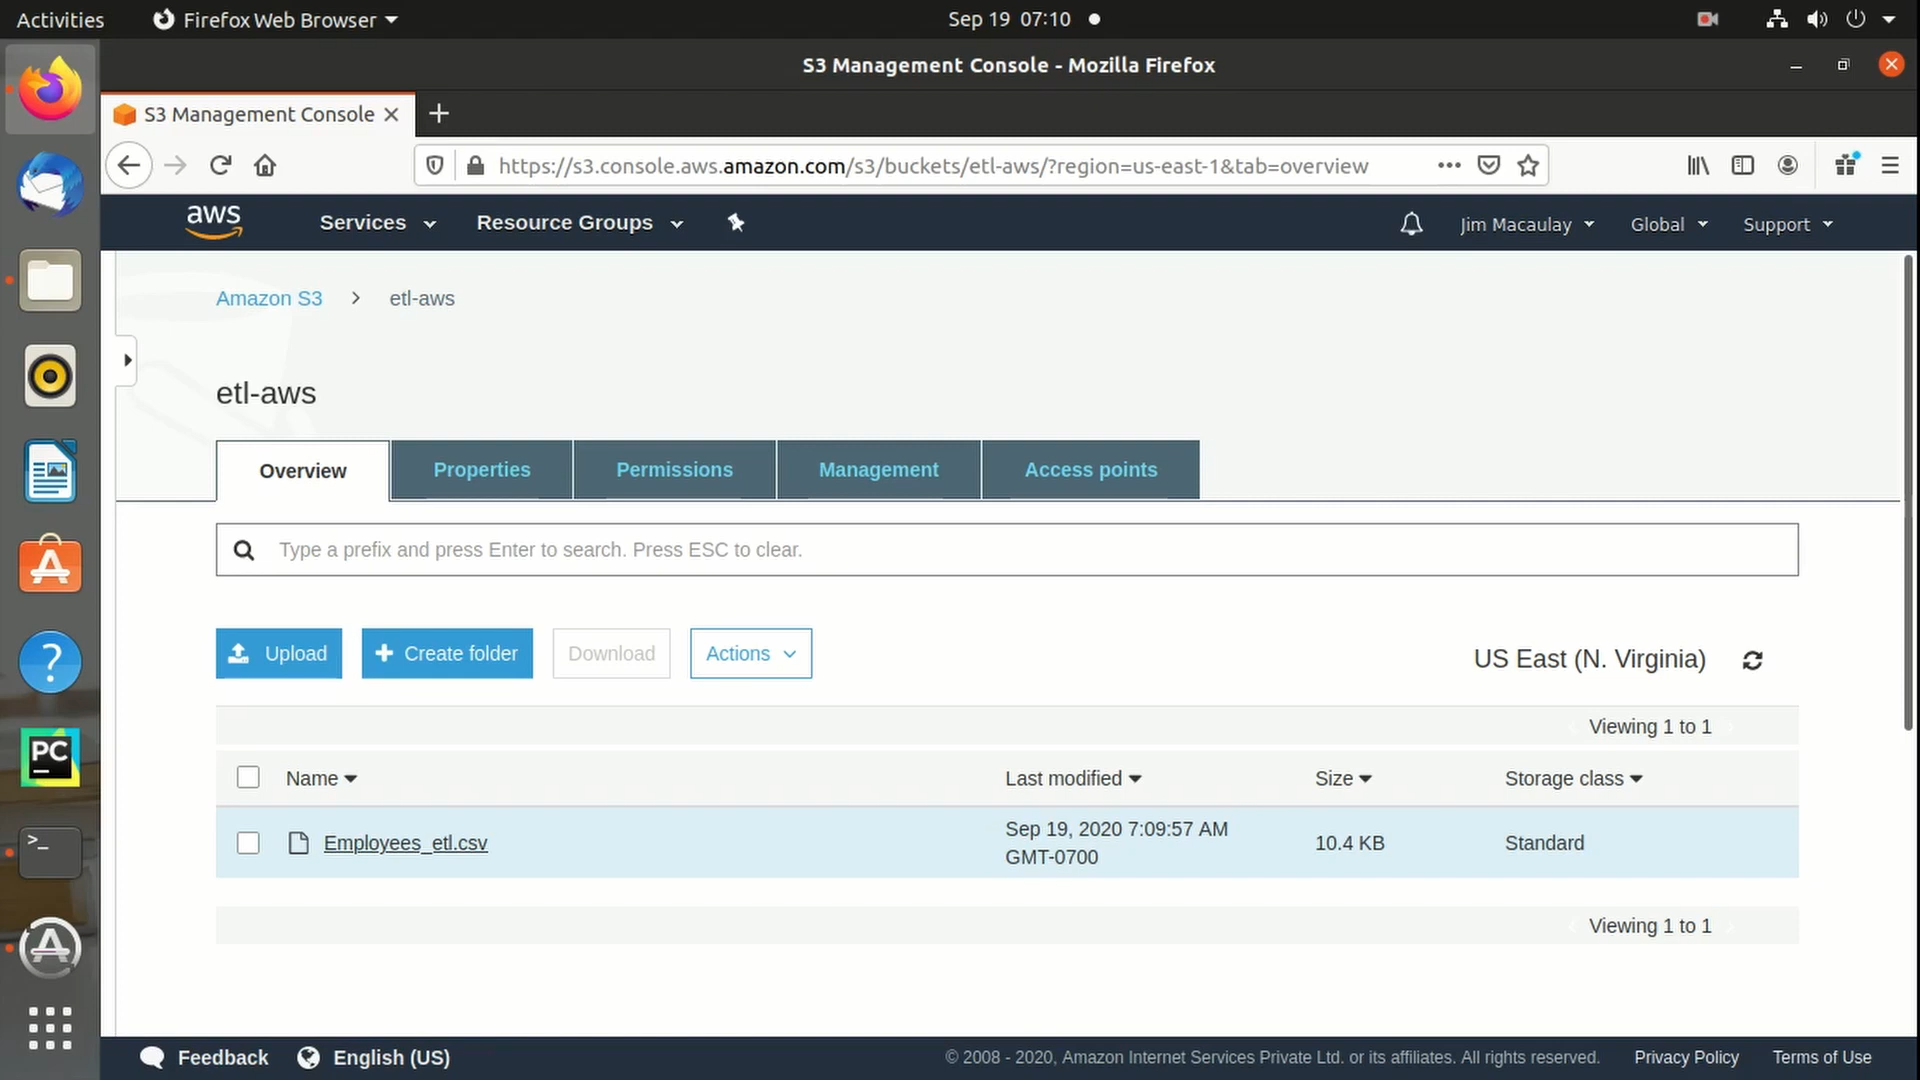 Activities
Firefox Web Browser
Sep 19 07:10
S3 Management Console - Mozilla Firefox
S3 Management Console
https://s3.console.aws.amazon.com/s3/buckets/etl-aws/?region=us-east-1&tab=overview
aws
Services
Resource Groups
Jim Macaulay
Global
Support
Amazon S3
etl-aws
etl-aws
Overview
Properties
Permissions
Management
Access points
Type a prefix and press Enter to search. Press ESC to clear.
Upload
Create folder
Download
Actions
US East (N. Virginia)
Viewing 1 to 1
Name
Last modified
Size
Storage class
Employees_etl.csv
Sep 19, 2020 7:09:57 AM
GMT-0700
10.4 KB
Standard
Viewing 1 to 1
PC
>_
Feedback
English (US)
© 2008 - 2020, Amazon Internet Services Private Ltd. or its affiliates. All rights reserved.
Privacy Policy
Terms of Use